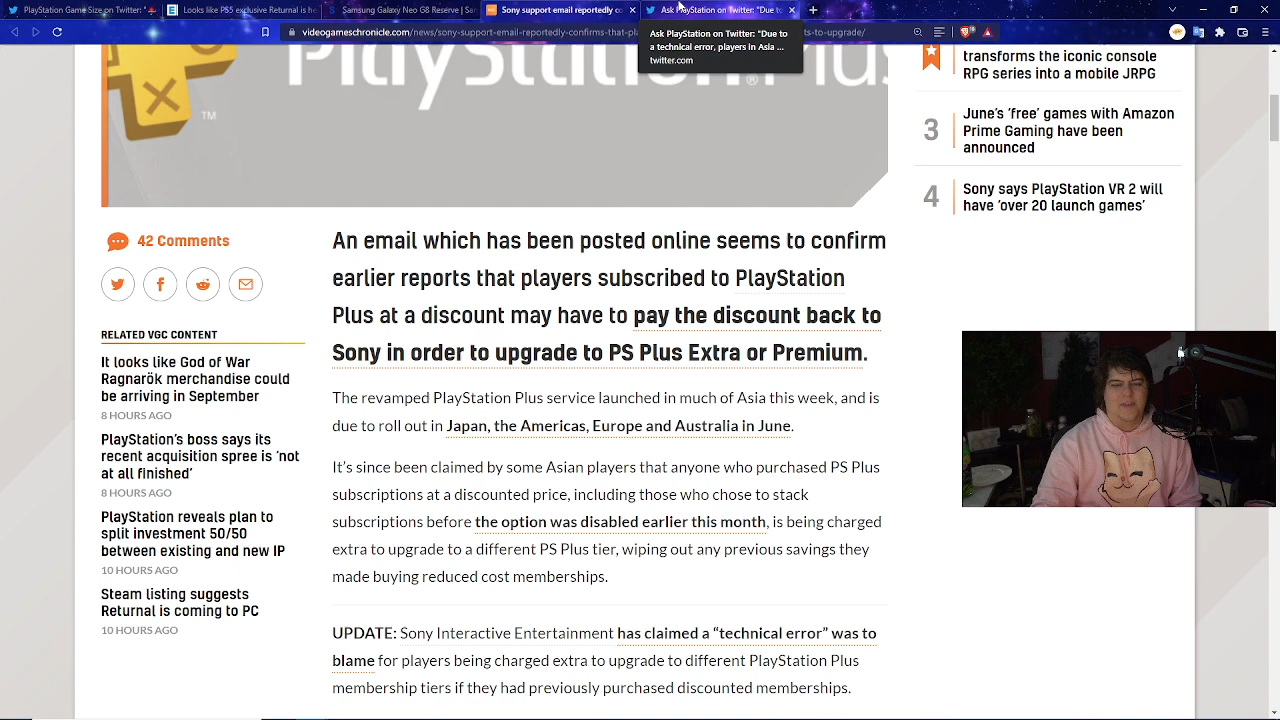 PlayStation Game Size on Twitter: "
Looks like PS5 exclusive Returnal is he
Samsung Galaxy Neo G8 Reserve | Sa
Sony support email reportedly co
Ask PlayStation on Twitter: "Due to
videogameschronicle.com/news/sony-support-email-reportedly-confirms-that-pl
ts-to-upgrade/
Ask PlayStation on Twitter: "Due to
a technical error, players in Asia ...
twitter.com
PlayStation Plus
®
TM
transforms the iconic console
RPG series into a mobile JRPG
3
June's 'free' games with Amazon
Prime Gaming have been
announced
4
Sony says PlayStation VR 2 will
have 'over 20 launch games'
42 Comments
RELATED VGC CONTENT
It looks like God of War
Ragnarök merchandise could
be arriving in September
8 HOURS AGO
PlayStation's boss says its
recent acquisition spree is 'not
at all finished'
8 HOURS AGO
PlayStation reveals plan to
split investment 50/50
between existing and new IP
10 HOURS AGO
Steam listing suggests
Returnal is coming to PC
10 HOURS AGO
An email which has been posted online seems to confirm
earlier reports that players subscribed to PlayStation
Plus at a discount may have to pay the discount back to
Sony in order to upgrade to PS Plus Extra or Premium.
The revamped PlayStation Plus service launched in much of Asia this week, and is
due to roll out in Japan, the Americas, Europe and Australia in June.
It's since been claimed by some Asian players that anyone who purchased PS Plus
subscriptions at a discounted price, including those who chose to stack
subscriptions before the option was disabled earlier this month, is being charged
extra to upgrade to a different PS Plus tier, wiping out any previous savings they
made buying reduced cost memberships.
UPDATE: Sony Interactive Entertainment has claimed a "technical error" was to
blame for players being charged extra to upgrade to different PlayStation Plus
membership tiers if they had previously purchased discounted memberships.